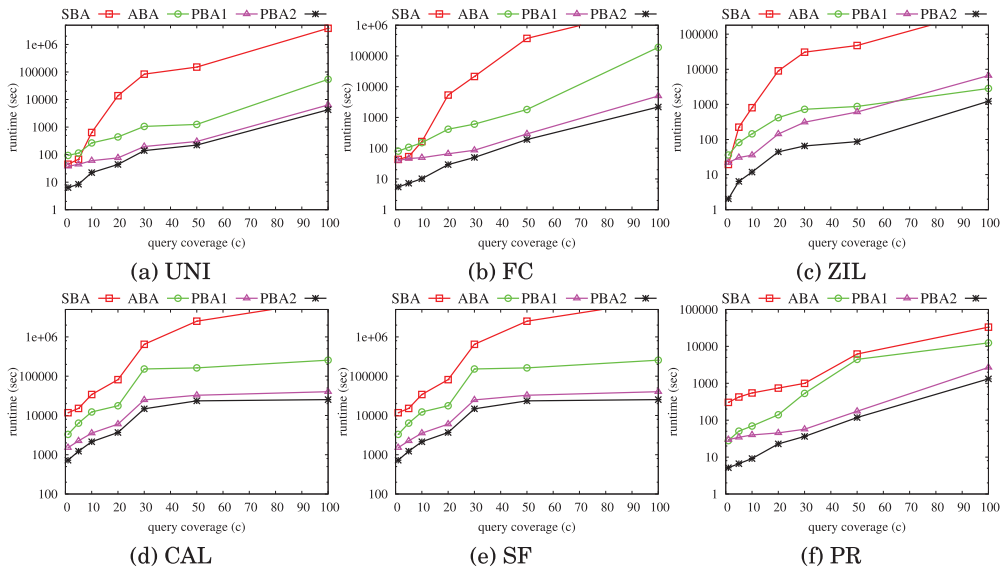 SBA ABA PBA1 PBA2
1e+06
100000
10000
1000
100
10
1
runtime (sec)
0 10 20 30 40 50 60 70 80 90 100
query coverage (c)
(a) UNI
SBA ABA PBA1 PBA2
1e+06
100000
10000
1000
100
10
1
runtime (sec)
0 10 20 30 40 50 60 70 80 90 100
query coverage (c)
(b) FC
SBA ABA PBA1 PBA2
100000
10000
1000
100
10
1
runtime (sec)
0 10 20 30 40 50 60 70 80 90 100
query coverage (c)
(c) ZIL
SBA ABA PBA1 PBA2
1e+06
100000
10000
1000
100
runtime (sec)
0 10 20 30 40 50 60 70 80 90 100
query coverage (c)
(d) CAL
SBA ABA PBA1 PBA2
1e+06
100000
10000
1000
100
runtime (sec)
0 10 20 30 40 50 60 70 80 90 100
query coverage (c)
(e) SF
SBA ABA PBA1 PBA2
100000
10000
1000
100
10
1
runtime (sec)
0 10 20 30 40 50 60 70 80 90 100
query coverage (c)
(f) PR